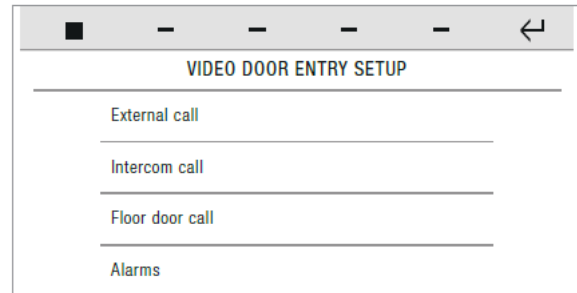 VIDEO DOOR ENTRY SETUP
External call
Intercom call
Floor door call
Alarms